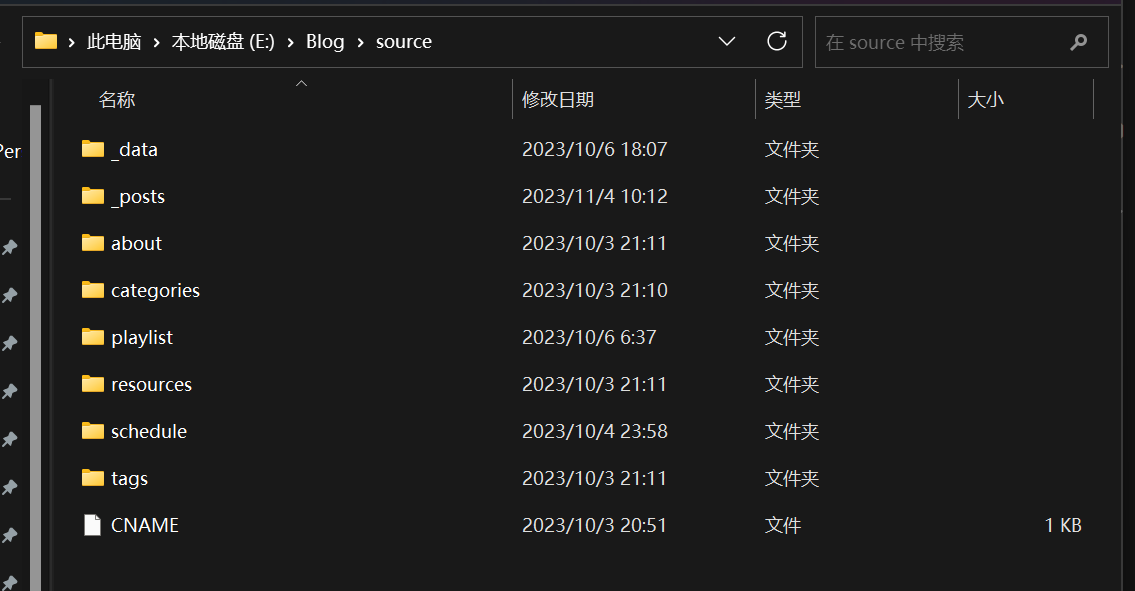 此电脑 › 本地磁盘 (E:) › Blog › source
在 source 中搜索
名称 修改日期 类型 大小
Per
_data 2023/10/6 18:07 文件夹
_posts 2023/11/4 10:12 文件夹
about 2023/10/3 21:11 文件夹
categories 2023/10/3 21:10 文件夹
playlist 2023/10/6 6:37 文件夹
resources 2023/10/3 21:11 文件夹
schedule 2023/10/4 23:58 文件夹
tags 2023/10/3 21:11 文件夹
CNAME 2023/10/3 20:51 文件 1 KB